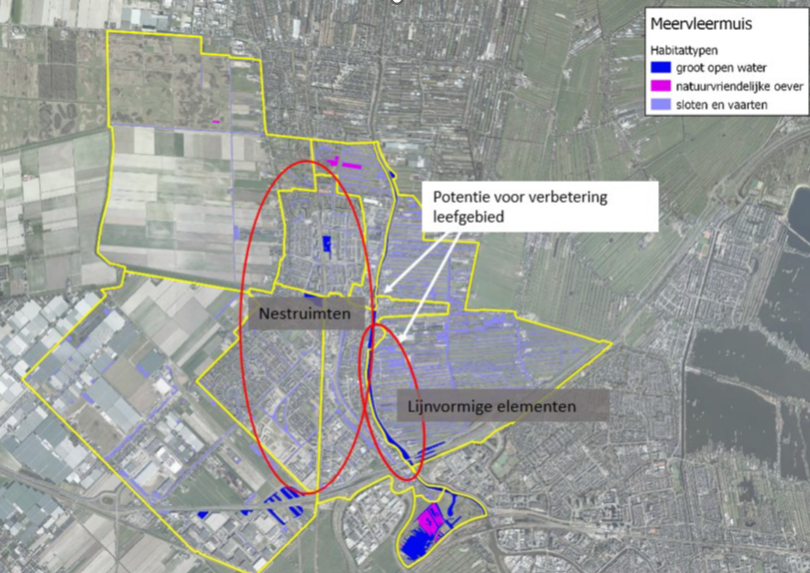 Meervleermuis
Habitattypen
groot open water
natuurvriendelijke oever
sloten en vaarten
Potentie voor verbetering
leefgebied
Nestruimten
Lijnvormige elementen